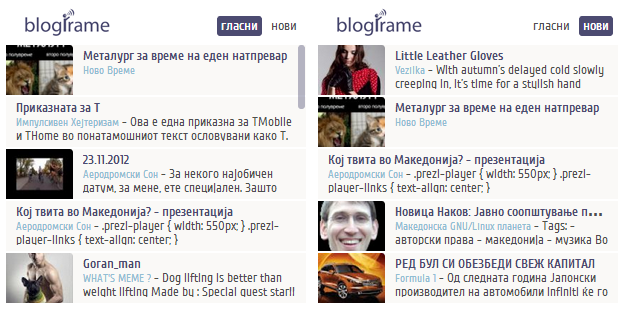 blogirame
гласни
нови
Металург за време на еден натпревар
Ново Време
Приказната за Т
Импулсивен Хејтеризам - Ова е една приказна за TMobile
и THome во понатамошниот текст ословувани како Т.
23.11.2012
Аеродромски Сон - За некого најобичен
датум, за мене, ете специјален. Зашто
Кој твита во Македонија? - презентација
Аеродромски Сон - .prezi-player { width: 550px; } .prezi-
player-links { text-align: center; }
Goran_man
WHAT'S MEME ? - Dog lifting is better than
weight lifting Made by : Special guest star||
blogirame
гласни
нови
Little Leather Gloves
Vezilka - With autumn's delayed cold slowly
creeping in, it's time for a stylish hand
Металург за време на еден натпревар
Ново Време
Кој твита во Македонија? - презентација
Аеродромски Сон - .prezi-player { width: 550px; } .prezi-
player-links { text-align: center; }
Новица Наков: Јавно соопштување п...
Македонска GNU/Linux планета - Tags: -
авторски права - македонија - музика Во
РЕД БУЛ СИ ОБЕЗБЕДИ СВЕЖ КАПИТАЛ
Formula 1 - Од следната година Јапонски
производител на автомобили Infiniti ќе го